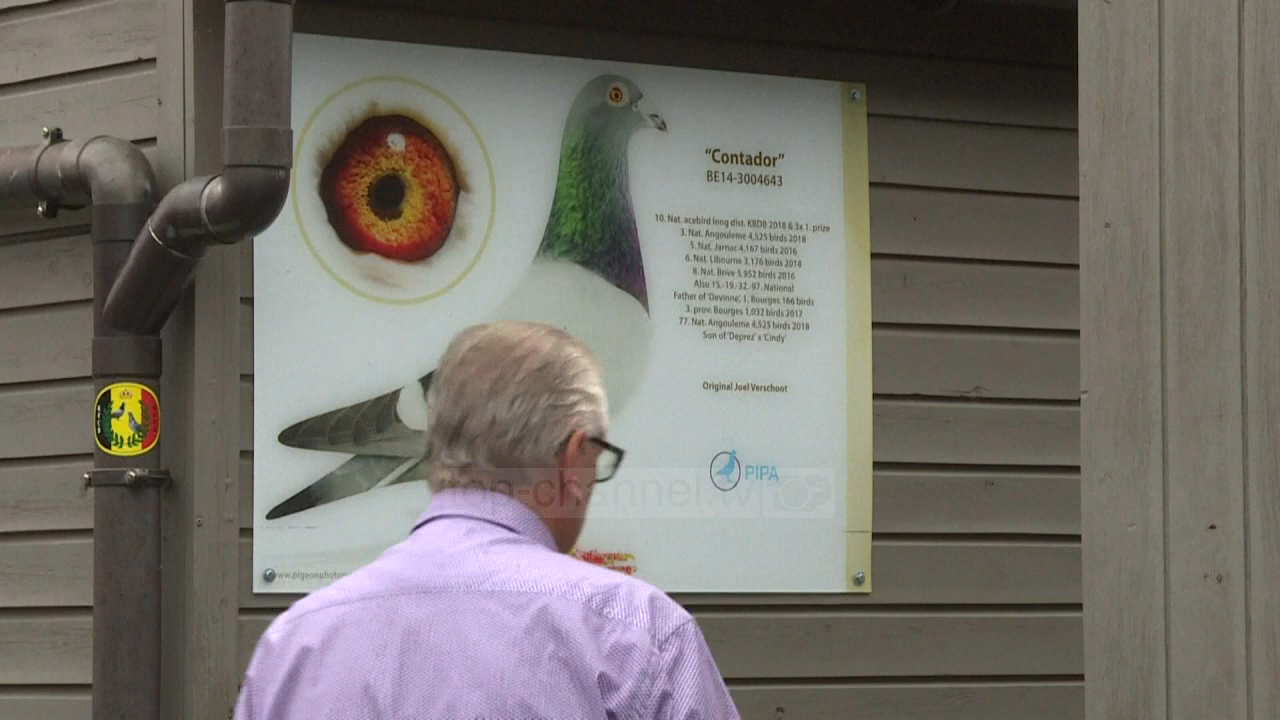 "Contador"
BE14-3004643
10. Nat. acebird long dist. KBDB 2018 & 3x 1. prize
3. Nat. Angouleme 4,525 birds 2018
5. Nat. Jarnac 4,167 birds 2016
6. Nat. Libourne 3,176 birds 2018
8. Nat. Brive 5,952 birds 2016
Also 15.-19.-32.-97. National
Father of 'Devinne', 1. Bourges 166 birds
3. prov. Bourges 1,032 birds 2017
77. Nat. Angouleme 4,525 birds 2018
Son of 'Deprez' x 'Cindy'
Original Joel Verschoot
PIPA
top-channel.tv
www.pigeonphoto